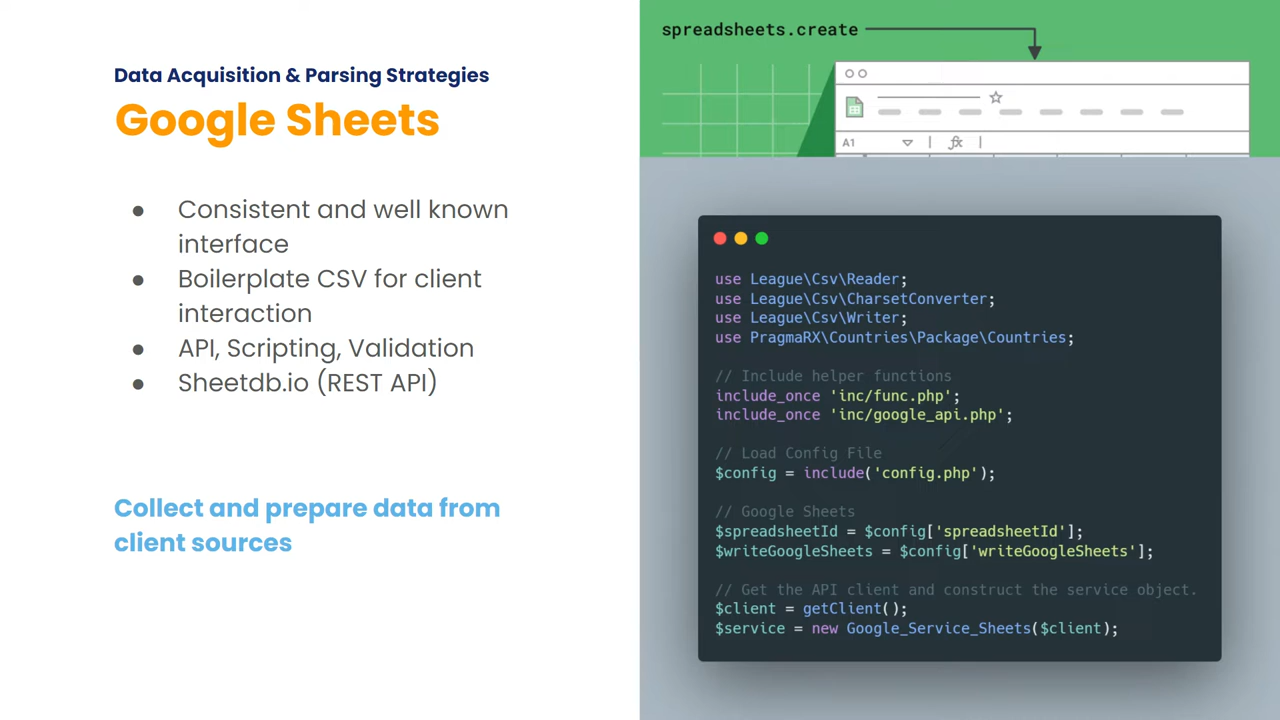 Data Acquisition & Parsing Strategies
Google Sheets
● Consistent and well known
interface
● Boilerplate CSV for client
interaction
● API, Scripting, Validation
● Sheetdb.io (REST API)
Collect and prepare data from
client sources
spreadsheets.create
A1 fx
use League\Csv\Reader;
use League\Csv\CharsetConverter;
use League\Csv\Writer;
use PragmaRX\Countries\Package\Countries;
// Include helper functions
include_once 'inc/func.php';
include_once 'inc/google_api.php';
// Load Config File
$config = include('config.php');
// Google Sheets
$spreadsheetId = $config['spreadsheetId'];
$writeGoogleSheets = $config['writeGoogleSheets'];
// Get the API client and construct the service object.
$client = getClient();
$service = new Google_Service_Sheets($client);